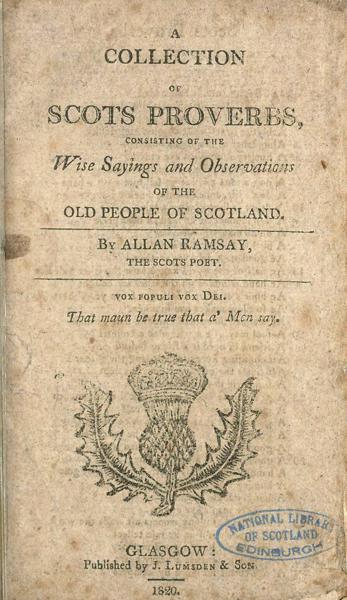 A
COLLECTION
OF
SCOTS PROVERBS,
CONSISTING OF THE
Wise Sayings and Observations
OF THE
OLD PEOPLE OF SCOTLAND.
By ALLAN RAMSAY,
THE SCOTS POET.
VOX POPULI VOX DEI.
That maun be true that a' Men say.
NATIONAL LIBRARY
OF SCOTLAND
EDINBURGH
GLASGOW:
Published by J. LUMSDEN & SON.
1820.